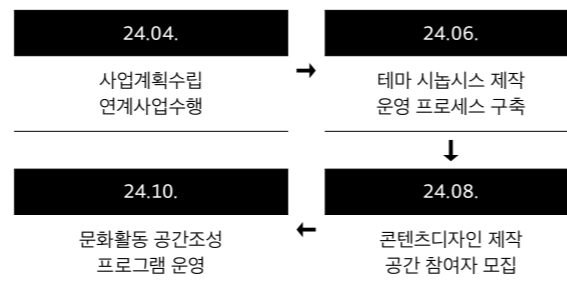 24.04.
사업계획수립
연계사업수행
24.06.
테마 시놉시스 제작
운영 프로세스 구축
24.08.
콘텐츠디자인 제작
공간 참여자 모집
24.10.
문화활동 공간조성
프로그램 운영